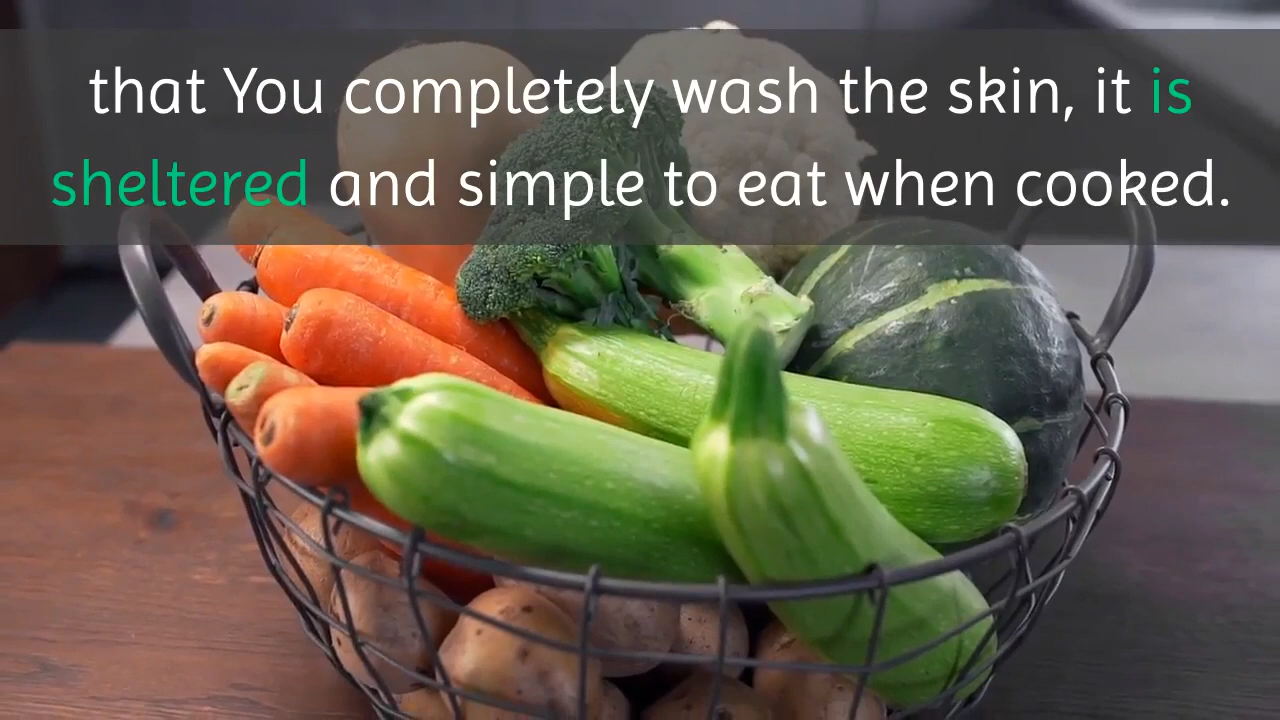 that You completely wash the skin, it is
sheltered and simple to eat when cooked.